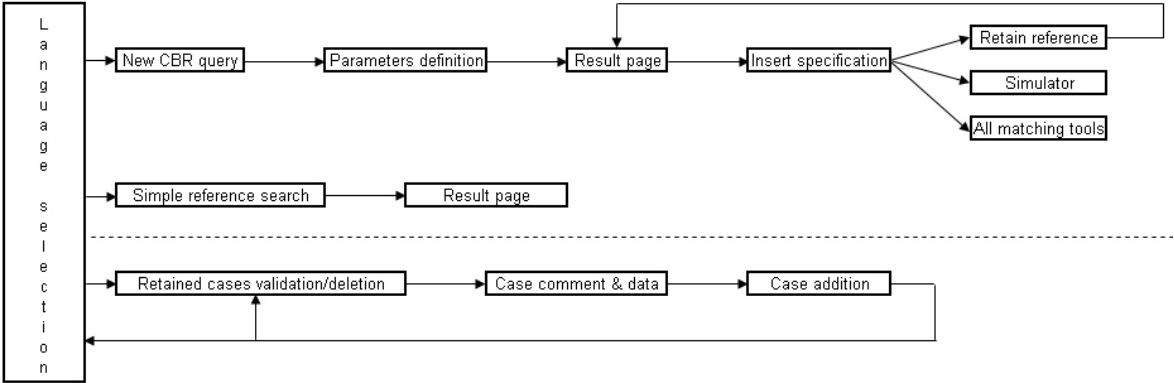 Language selection
New CBR query
Parameters definition
Result page
Insert specification
Retain reference
Simulator
All matching tools
Simple reference search
Result page
Retained cases validation/deletion
Case comment & data
Case addition